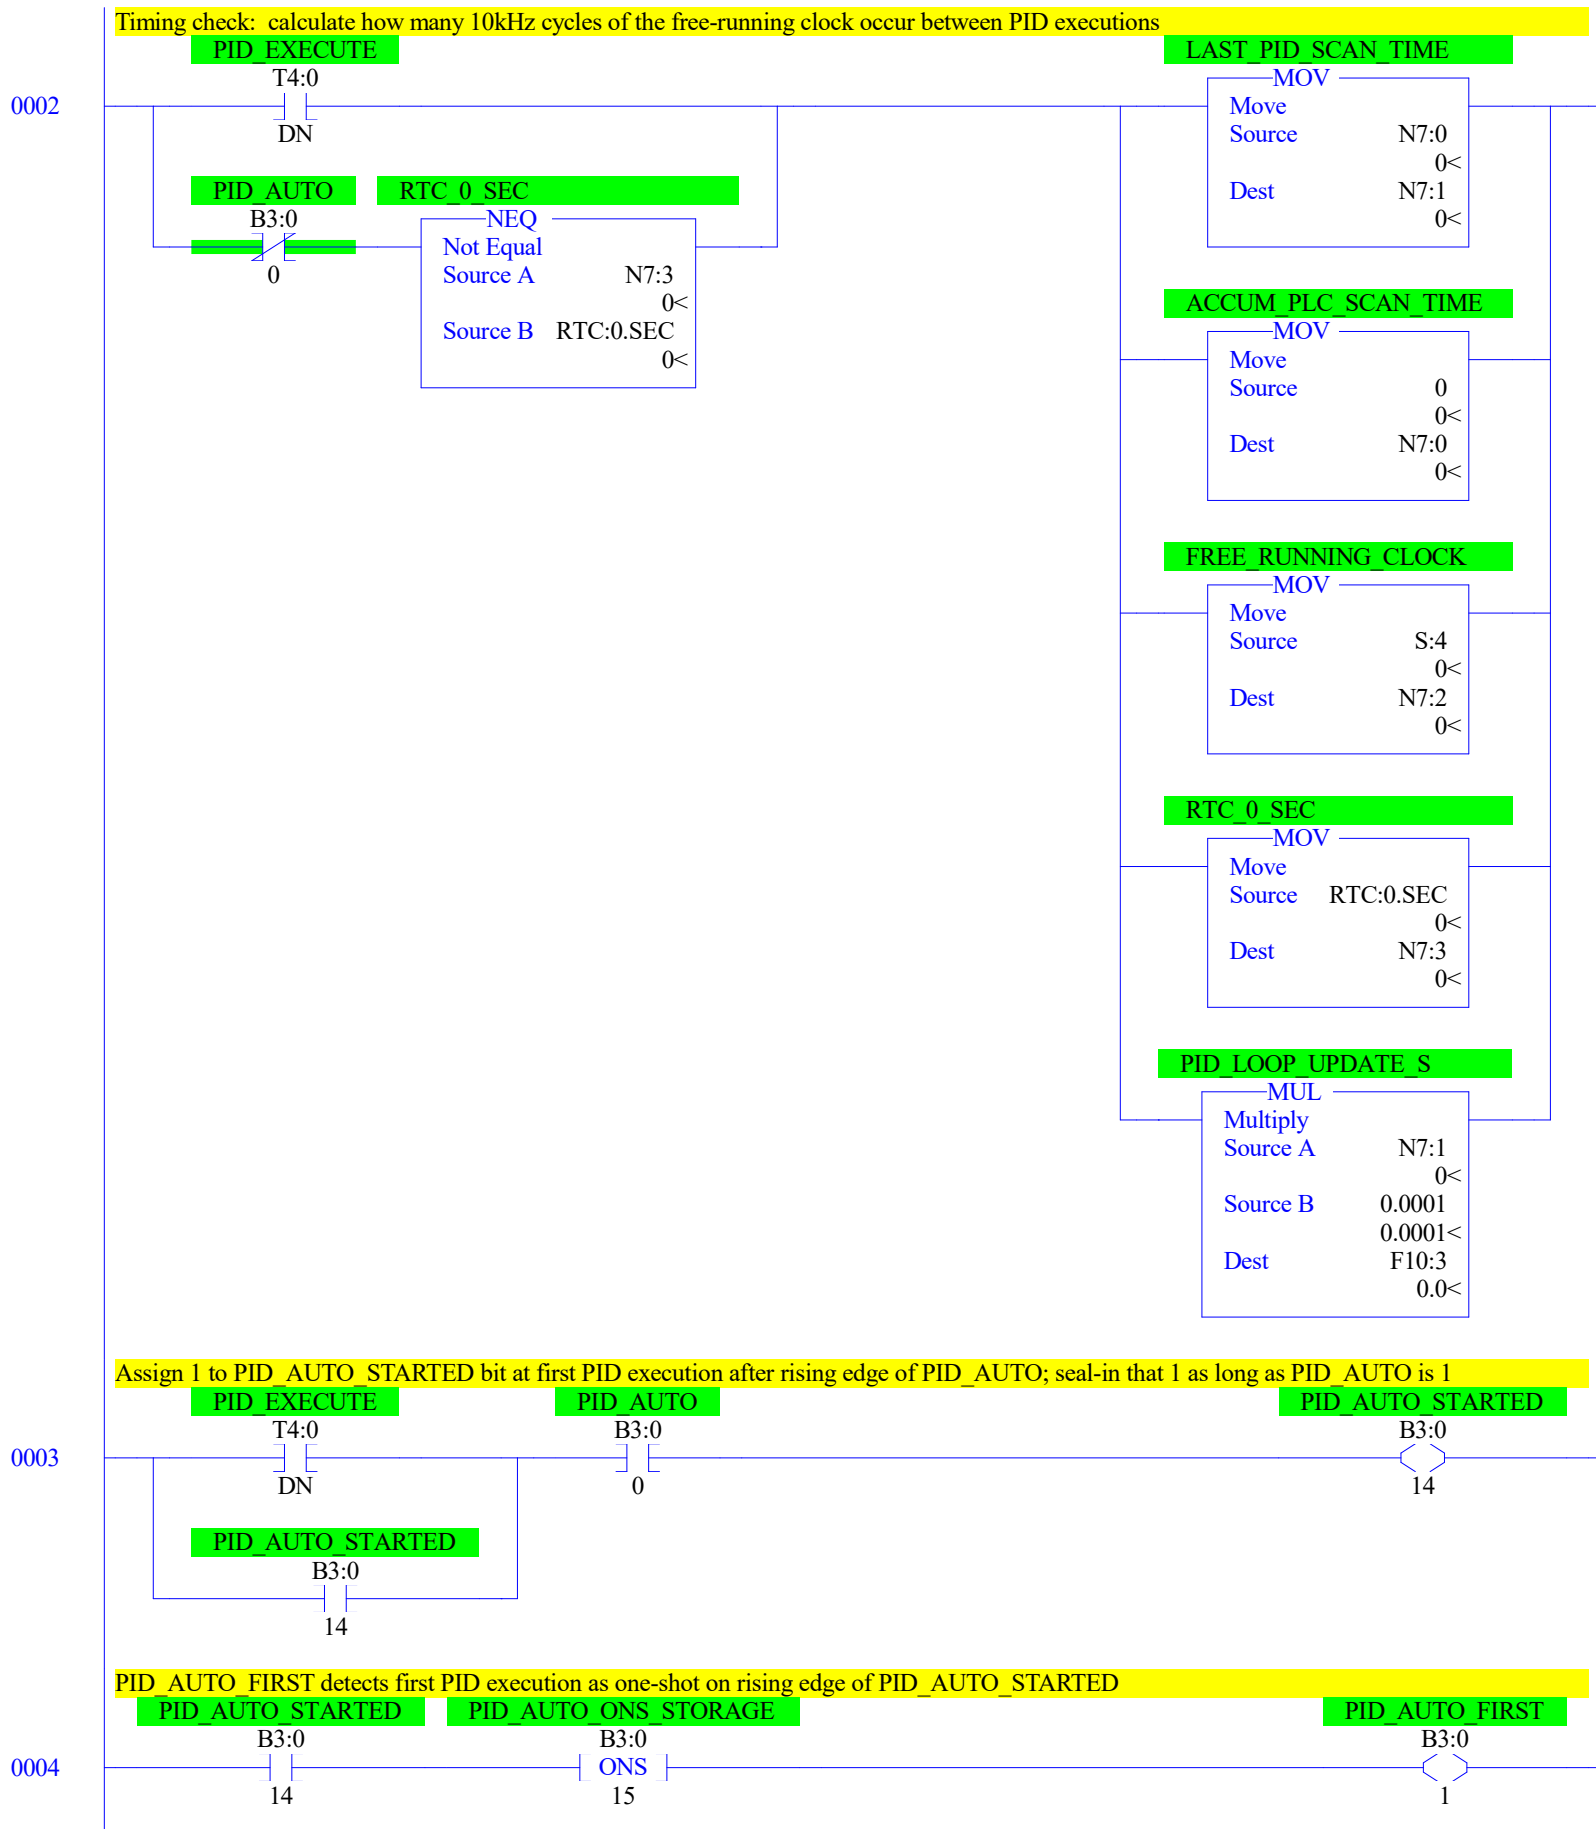 Timing check: calculate how many 10kHz cycles of the free-running clock occur between PID executions
PID_EXECUTE
T4:0
DN
0002
PID_AUTO
B3:0
0
RTC_0_SEC
NEQ
Not Equal
Source A N7:3
0<
Source B RTC:0.SEC
0<
LAST_PID_SCAN_TIME
MOV
Move
Source N7:0
0<
Dest N7:1
0<
ACCUM_PLC_SCAN_TIME
MOV
Move
Source 0
0<
Dest N7:0
0<
FREE_RUNNING_CLOCK
MOV
Move
Source S:4
0<
Dest N7:2
0<
RTC_0_SEC
MOV
Move
Source RTC:0.SEC
0<
Dest N7:3
0<
PID_LOOP_UPDATE_S
MUL
Multiply
Source A N7:1
0<
Source B 0.0001
0.0001<
Dest F10:3
0.0<
Assign 1 to PID_AUTO_STARTED bit at first PID execution after rising edge of PID_AUTO; seal-in that 1 as long as PID_AUTO is 1
PID_EXECUTE PID_AUTO PID_AUTO_STARTED
T4:0 B3:0 B3:0
0003
DN 0 14
PID_AUTO_STARTED
B3:0
14
PID_AUTO_FIRST detects first PID execution as one-shot on rising edge of PID_AUTO_STARTED
PID_AUTO_STARTED PID_AUTO_ONS_STORAGE PID_AUTO_FIRST
B3:0 B3:0 B3:0
0004 ONS
14 15 1